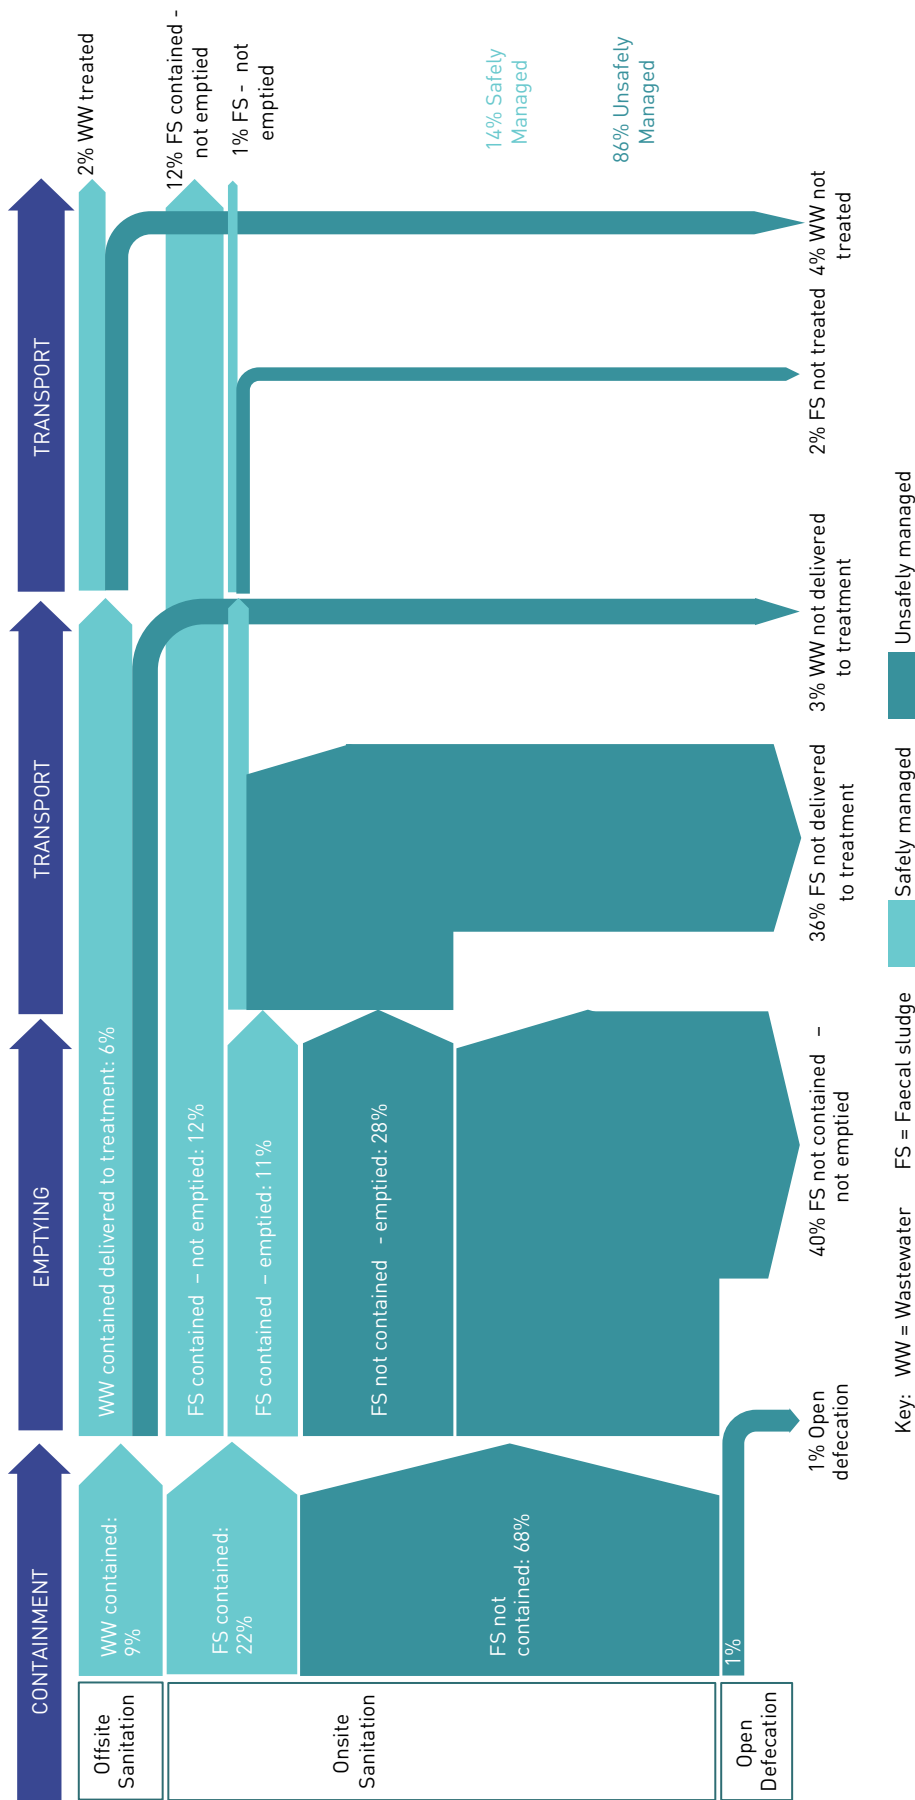 CONTAINMENT
EMPTYING
TRANSPORT
TRANSPORT
Offsite
Sanitation
WW contained:
9%
WW contained delivered to treatment: 6%
2% WW treated
Onsite
Sanitation
FS contained:
22%
FS contained – not emptied: 12%
12% FS contained -
not emptied
FS contained – emptied: 11%
1% FS - not
emptied
FS not
contained: 68%
FS not contained - emptied: 28%
14% Safely
Managed
86% Unsafely
Managed
Open
Defecation
1%
1% Open
defecation
40% FS not contained –
not emptied
36% FS not delivered
to treatment
3% WW not delivered
to treatment
2% FS not treated
4% WW not
treated
Key: WW = Wastewater FS = Faecal sludge Safely managed Unsafely managed